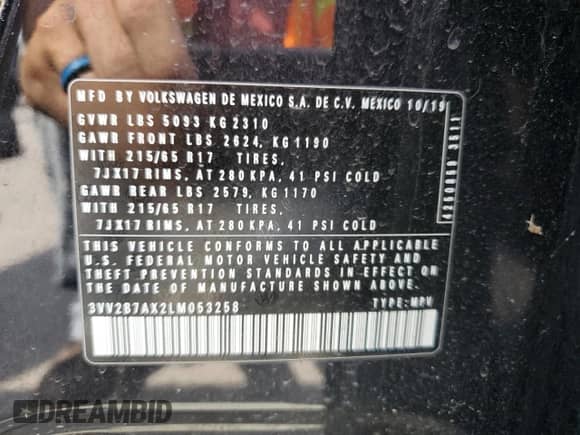 MFD BY VOLKSWAGEN DE MEXICO S.A. DE C.V. MEXICO 10/19
GVWR LBS 5093 KG 2310
GAWR FRONT LBS 2624, KG 1190
WITH 215/65 R17 TIRES,
7JX17 RIMS, AT 280 KPA, 41 PSI COLD
GAWR REAR LBS 2579, KG 1170
WITH 215/65 R17 TIRES,
7JX17 RIMS, AT 280 KPA, 41 PSI COLD
THIS VEHICLE CONFORMS TO ALL APPLICABLE
U.S. FEDERAL MOTOR VEHICLE SAFETY AND
THEFT PREVENTION STANDARDS IN EFFECT ON
THE DATE OF MANUFACTURE SHOWN ABOVE.
3VV2B7AX2LM053258 TYPE: MPV
DREAMBID